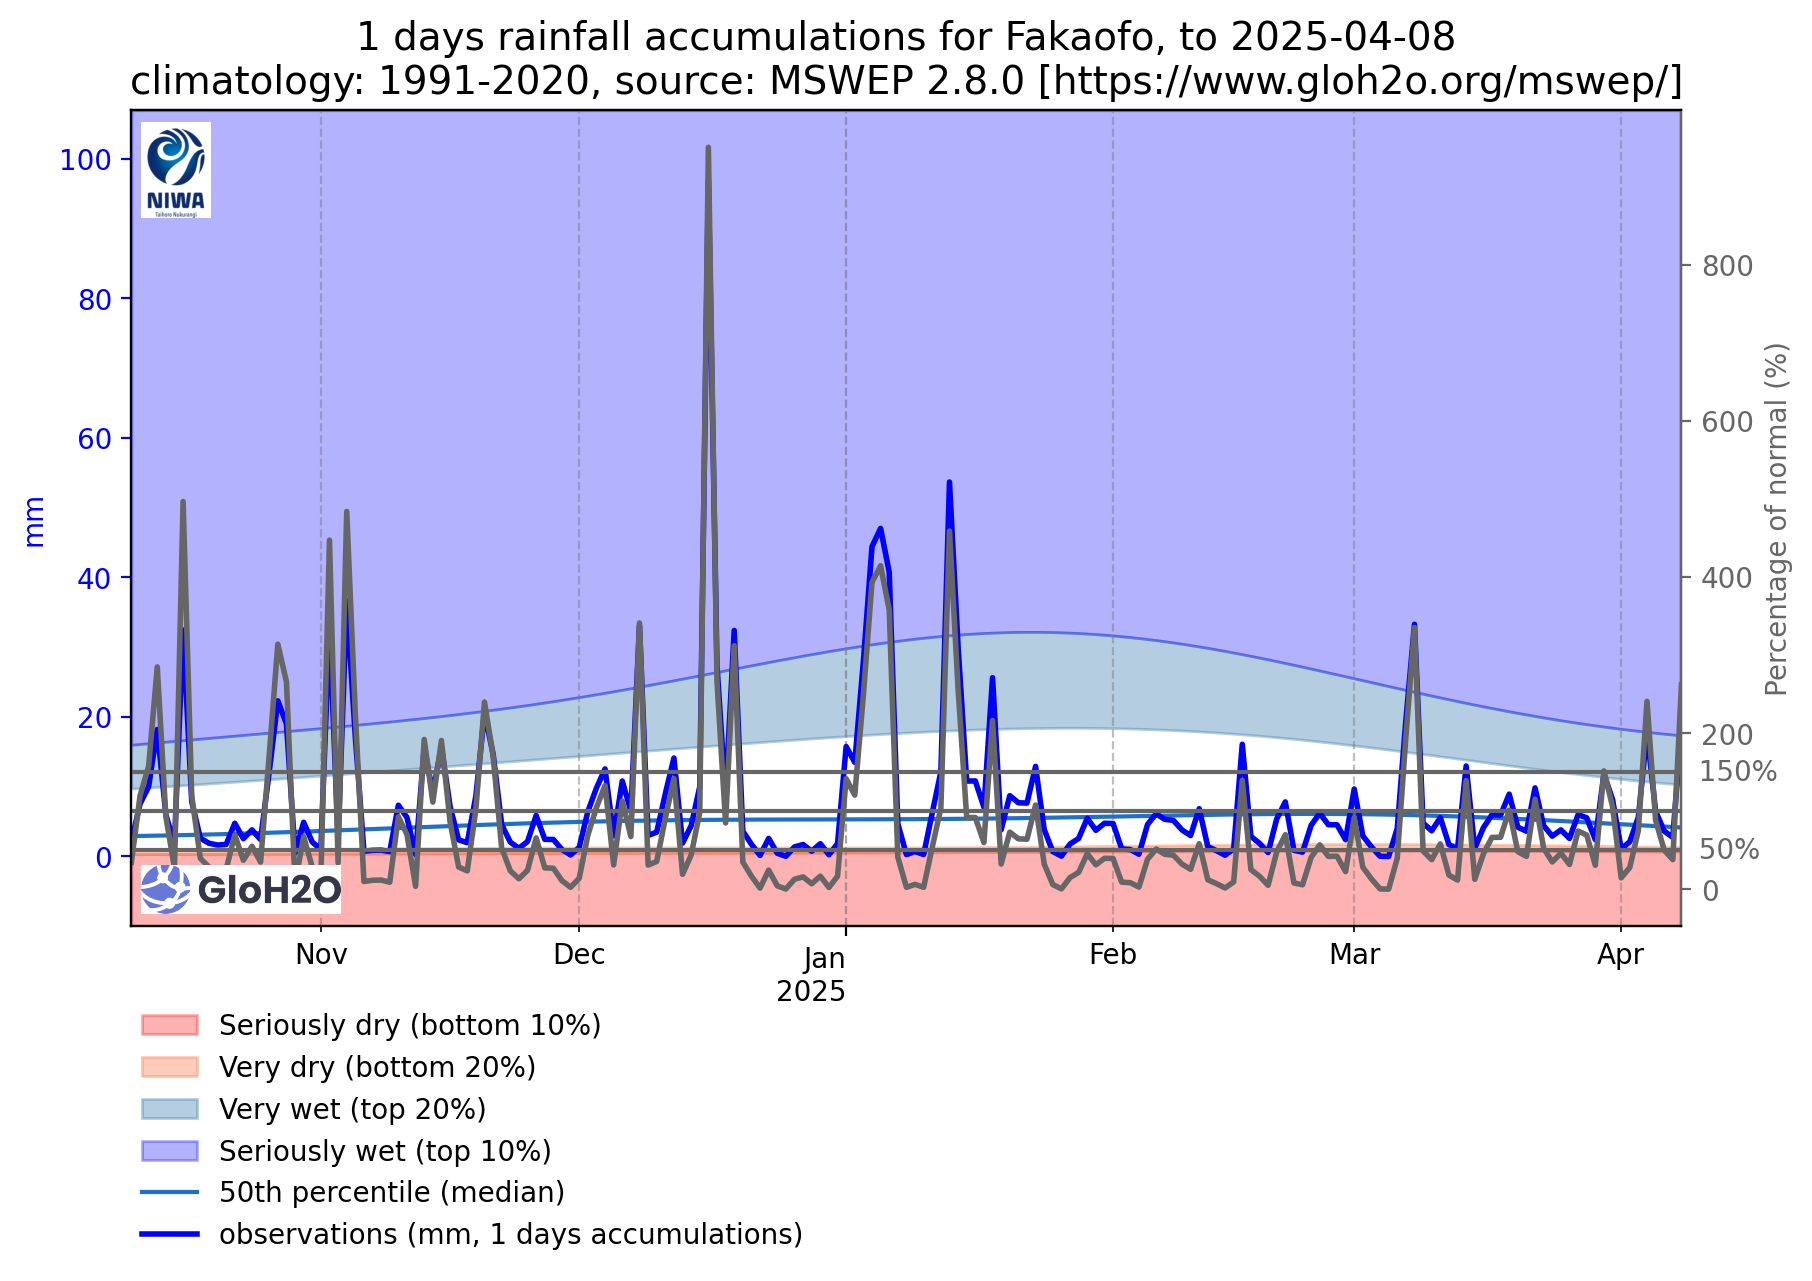 1 days rainfall accumulations for Fakaofo, to 2025-04-08
climatology: 1991-2020, source: MSWEP 2.8.0 [https://www.gloh2o.org/mswep/]
NIWA
Taihoro Nukurangi
100
80
60
40
20
0
mm
800
600
400
200
150%
50%
0
Percentage of normal (%)
GloH2O
Nov
Dec
Jan
2025
Feb
Mar
Apr
Seriously dry (bottom 10%)
Very dry (bottom 20%)
Very wet (top 20%)
Seriously wet (top 10%)
50th percentile (median)
observations (mm, 1 days accumulations)